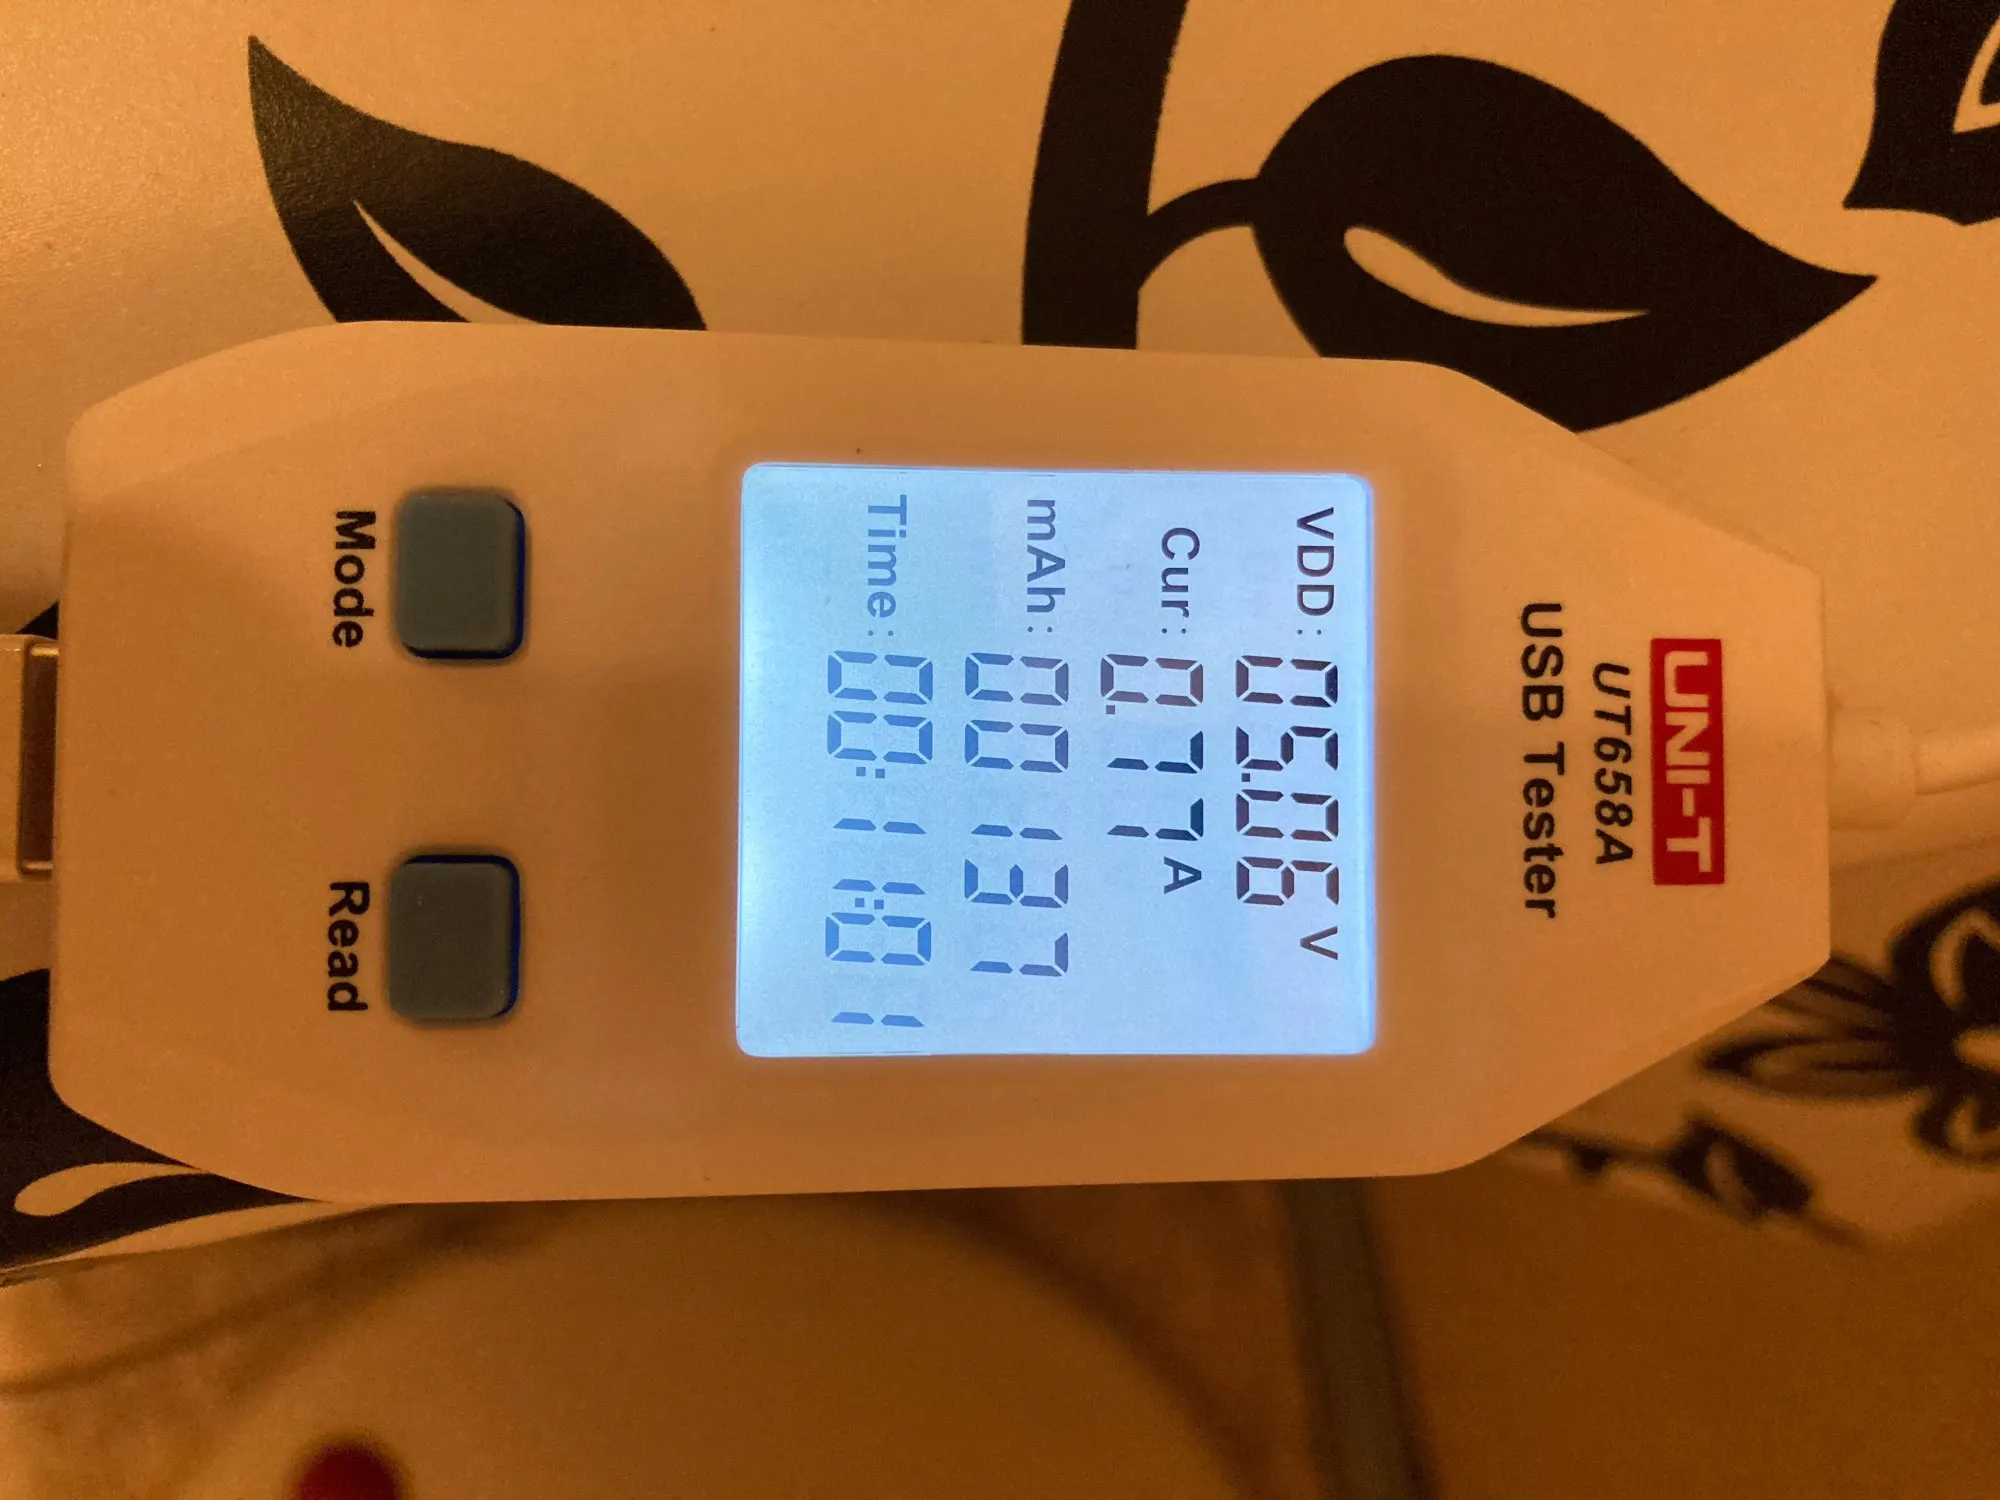 UNI-T
UT658A
USB Tester
VDD: 05.06 V
Cur: 0.77 A
mAh: 00137
Time: 00:11:01
Mode
Read